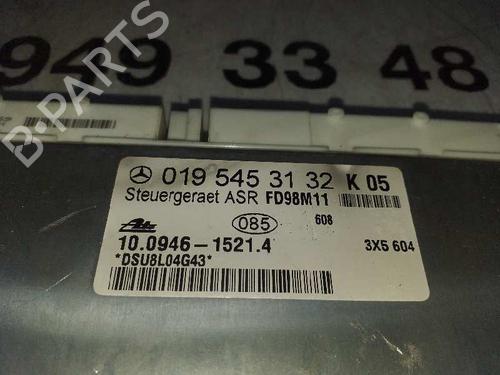 949 33 48
B-PARTS
019 545 31 32 K 05
Steuergeraet ASR FD98M11
085 608
Ate 10.0946-1521.4 3X5 604
*DSU8L04G43*